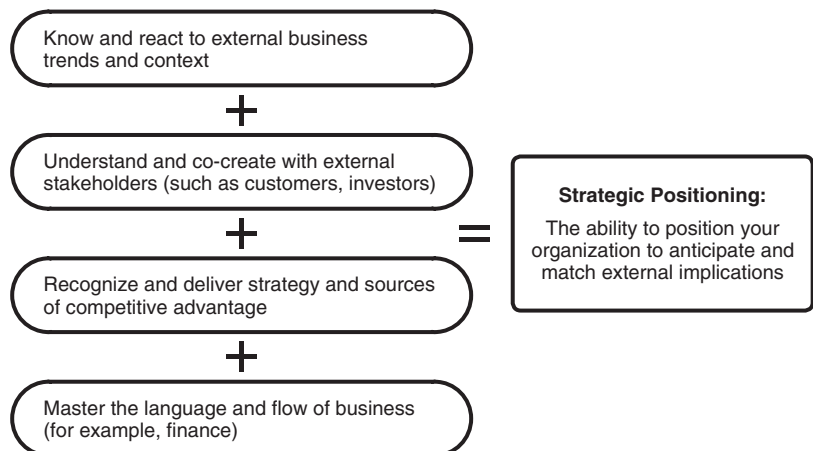 Know and react to external business
trends and context
+
Understand and co-create with external
stakeholders (such as customers, investors)
+
Recognize and deliver strategy and sources
of competitive advantage
+
Master the language and flow of business
(for example, finance)
=
Strategic Positioning:
The ability to position your
organization to anticipate and
match external implications